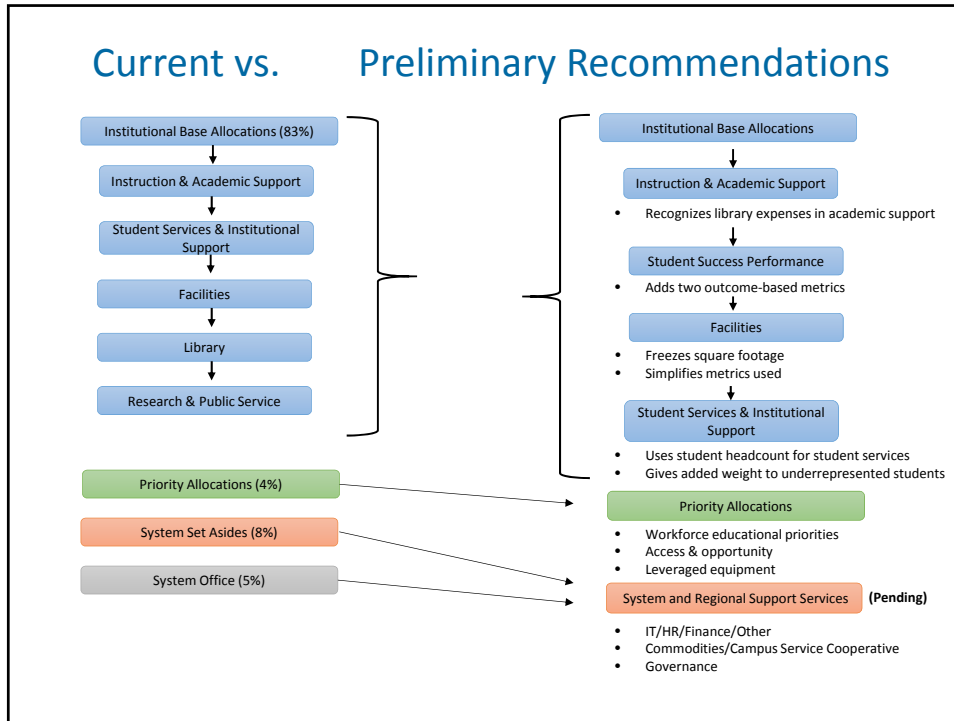 Current vs. Preliminary Recommendations
Institutional Base Allocations (83%)
Instruction & Academic Support
Student Services & Institutional
Support
Facilities
Library
Research & Public Service
Priority Allocations (4%)
System Set Asides (8%)
System Office (5%)
Institutional Base Allocations
Instruction & Academic Support
• Recognizes library expenses in academic support
Student Success Performance
• Adds two outcome-based metrics
Facilities
• Freezes square footage
• Simplifies metrics used
Student Services & Institutional
Support
• Uses student headcount for student services
• Gives added weight to underrepresented students
Priority Allocations
• Workforce educational priorities
• Access & opportunity
• Leveraged equipment
System and Regional Support Services (Pending)
• IT/HR/Finance/Other
• Commodities/Campus Service Cooperative
• Governance